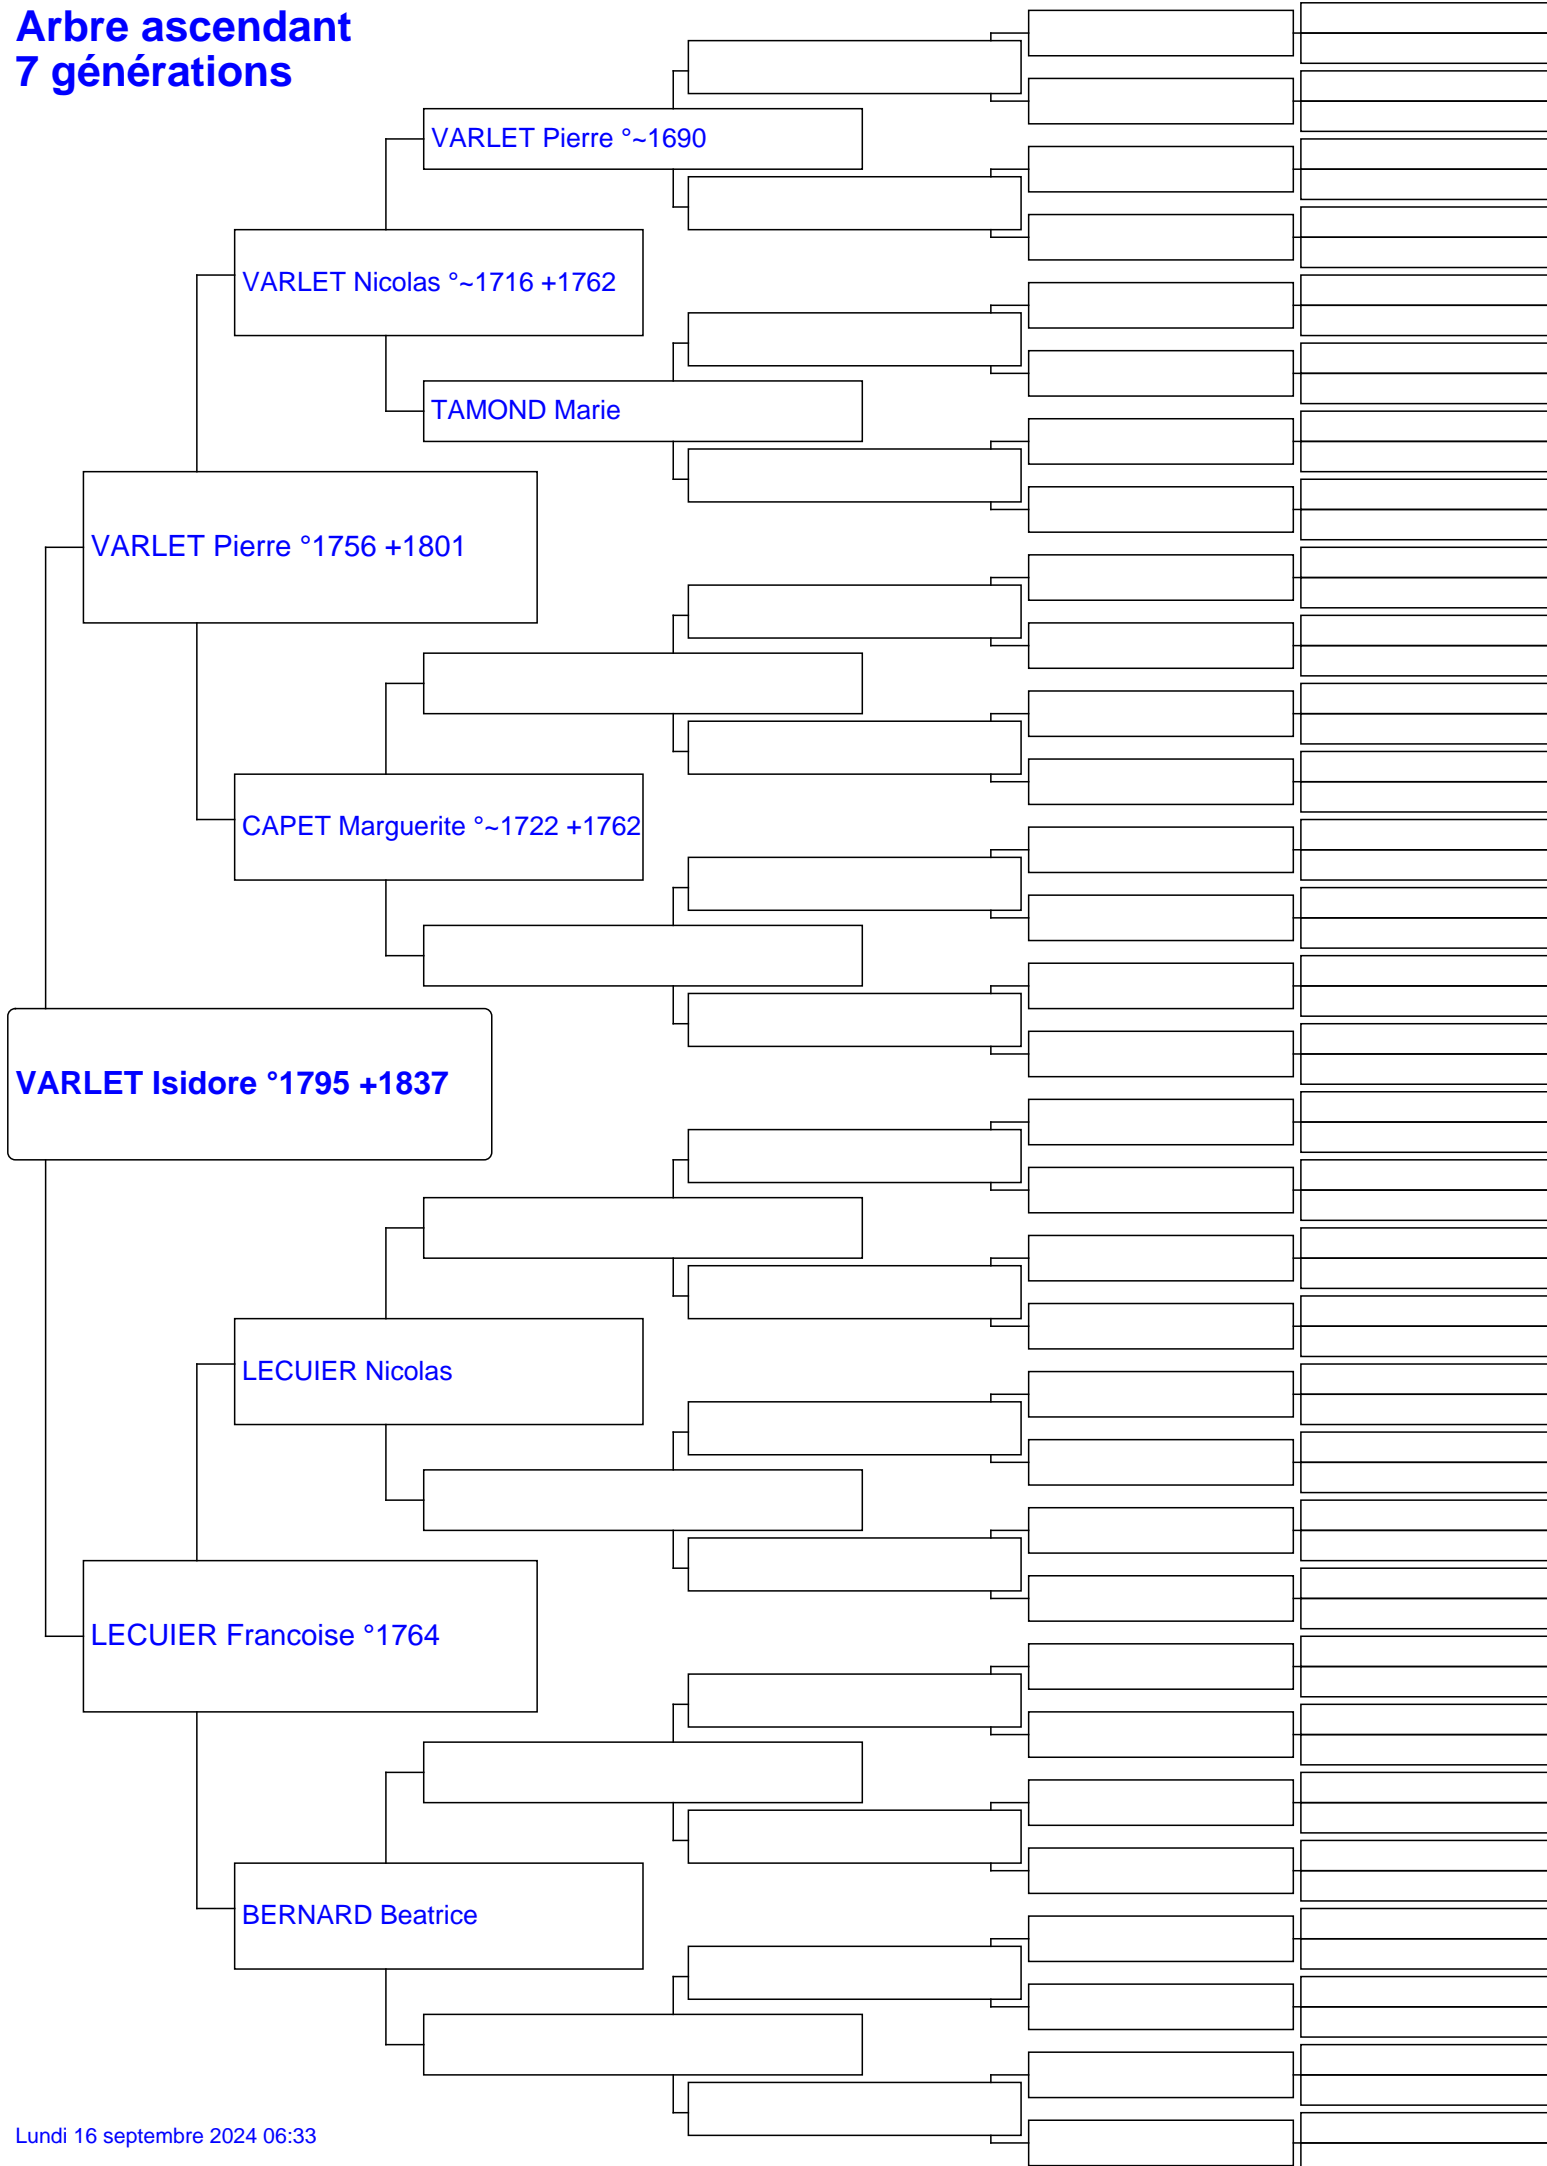 Arbre ascendant
7 générations
VARLET Pierre °~1690
VARLET Nicolas °~1716 +1762
TAMOND Marie
VARLET Pierre °1756 +1801
CAPET Marguerite °~1722 +1762
VARLET Isidore °1795 +1837
LECUIER Nicolas
LECUIER Francoise °1764
BERNARD Beatrice
Lundi 16 septembre 2024 06:33